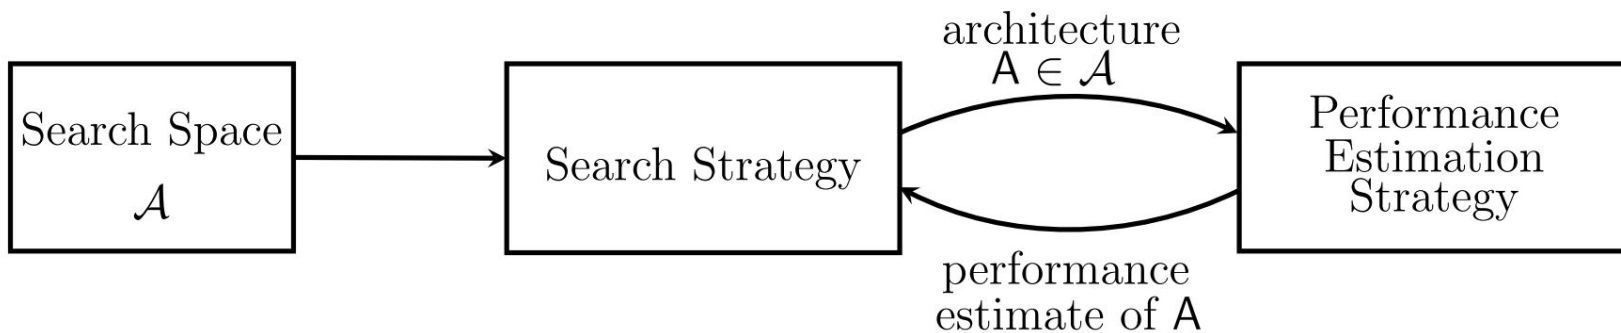 Search Space
𝒜
Search Strategy
architecture
A ∈ 𝒜
performance
estimate of A
Performance
Estimation
Strategy